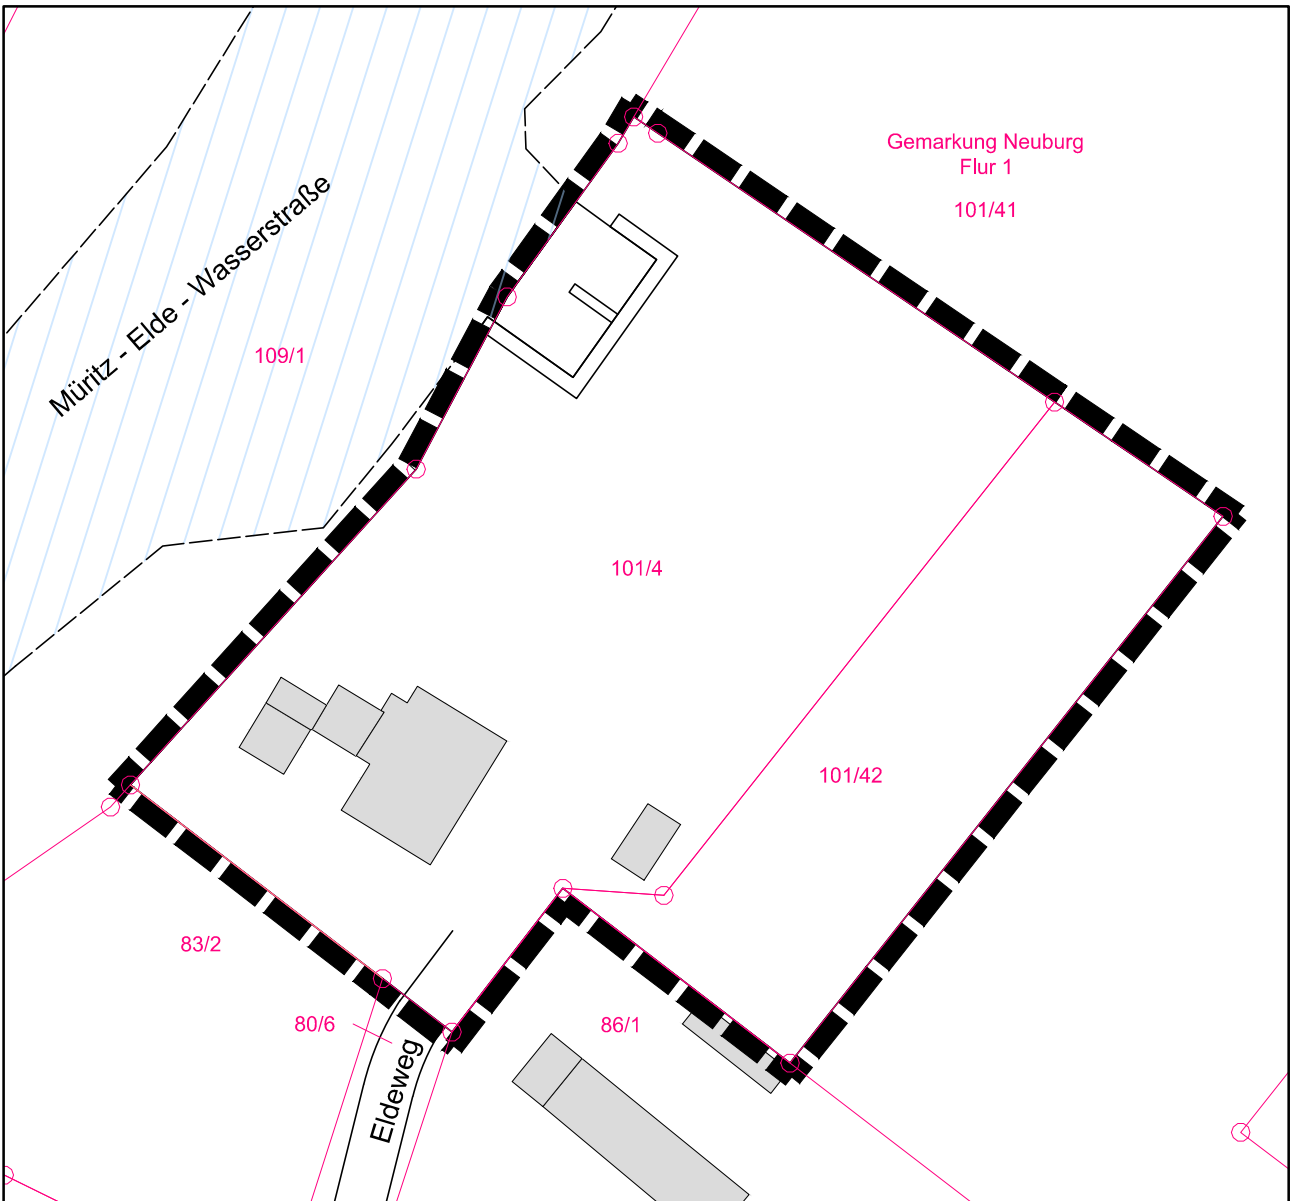 Gemarkung Neuburg
Flur 1
101/41
Müritz - Elde - Wasserstraße
109/1
101/4
101/42
83/2
80/6
86/1
Eldeweg